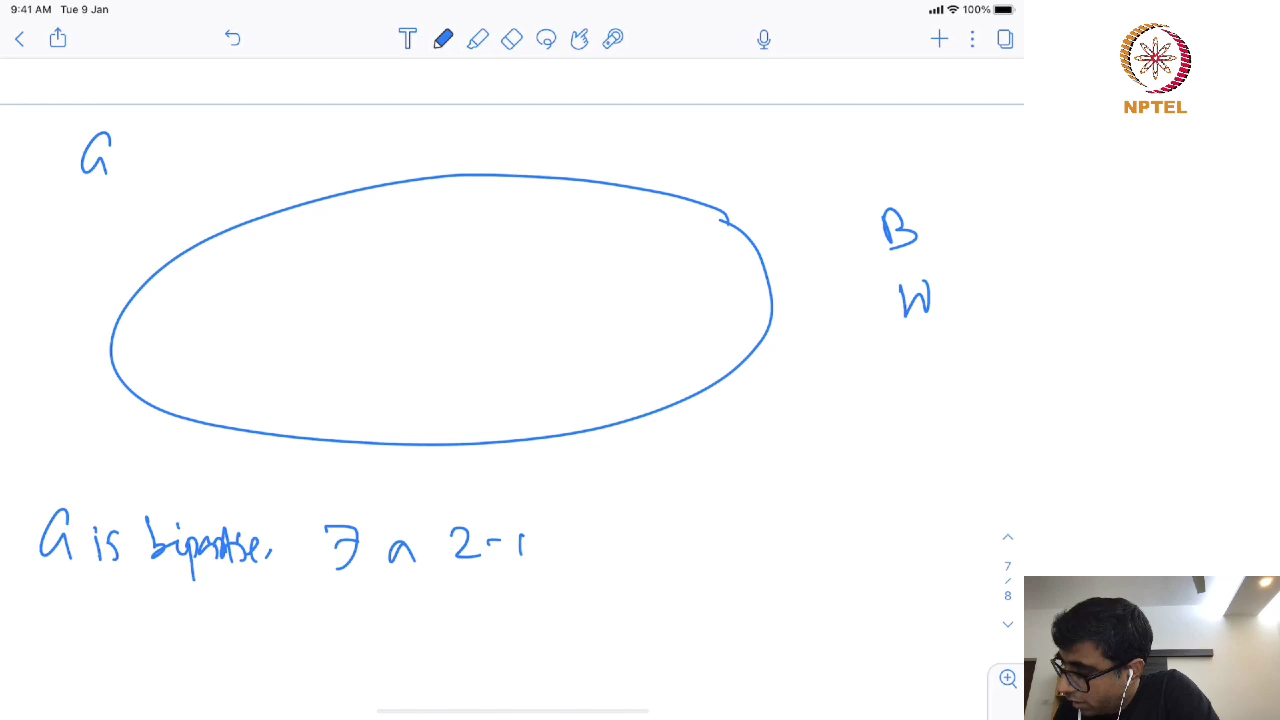 9:41 AM Tue 9 Jan
100%
NPTEL
G
B
W
G is bipartite. ∃ a 2-
7
/
8